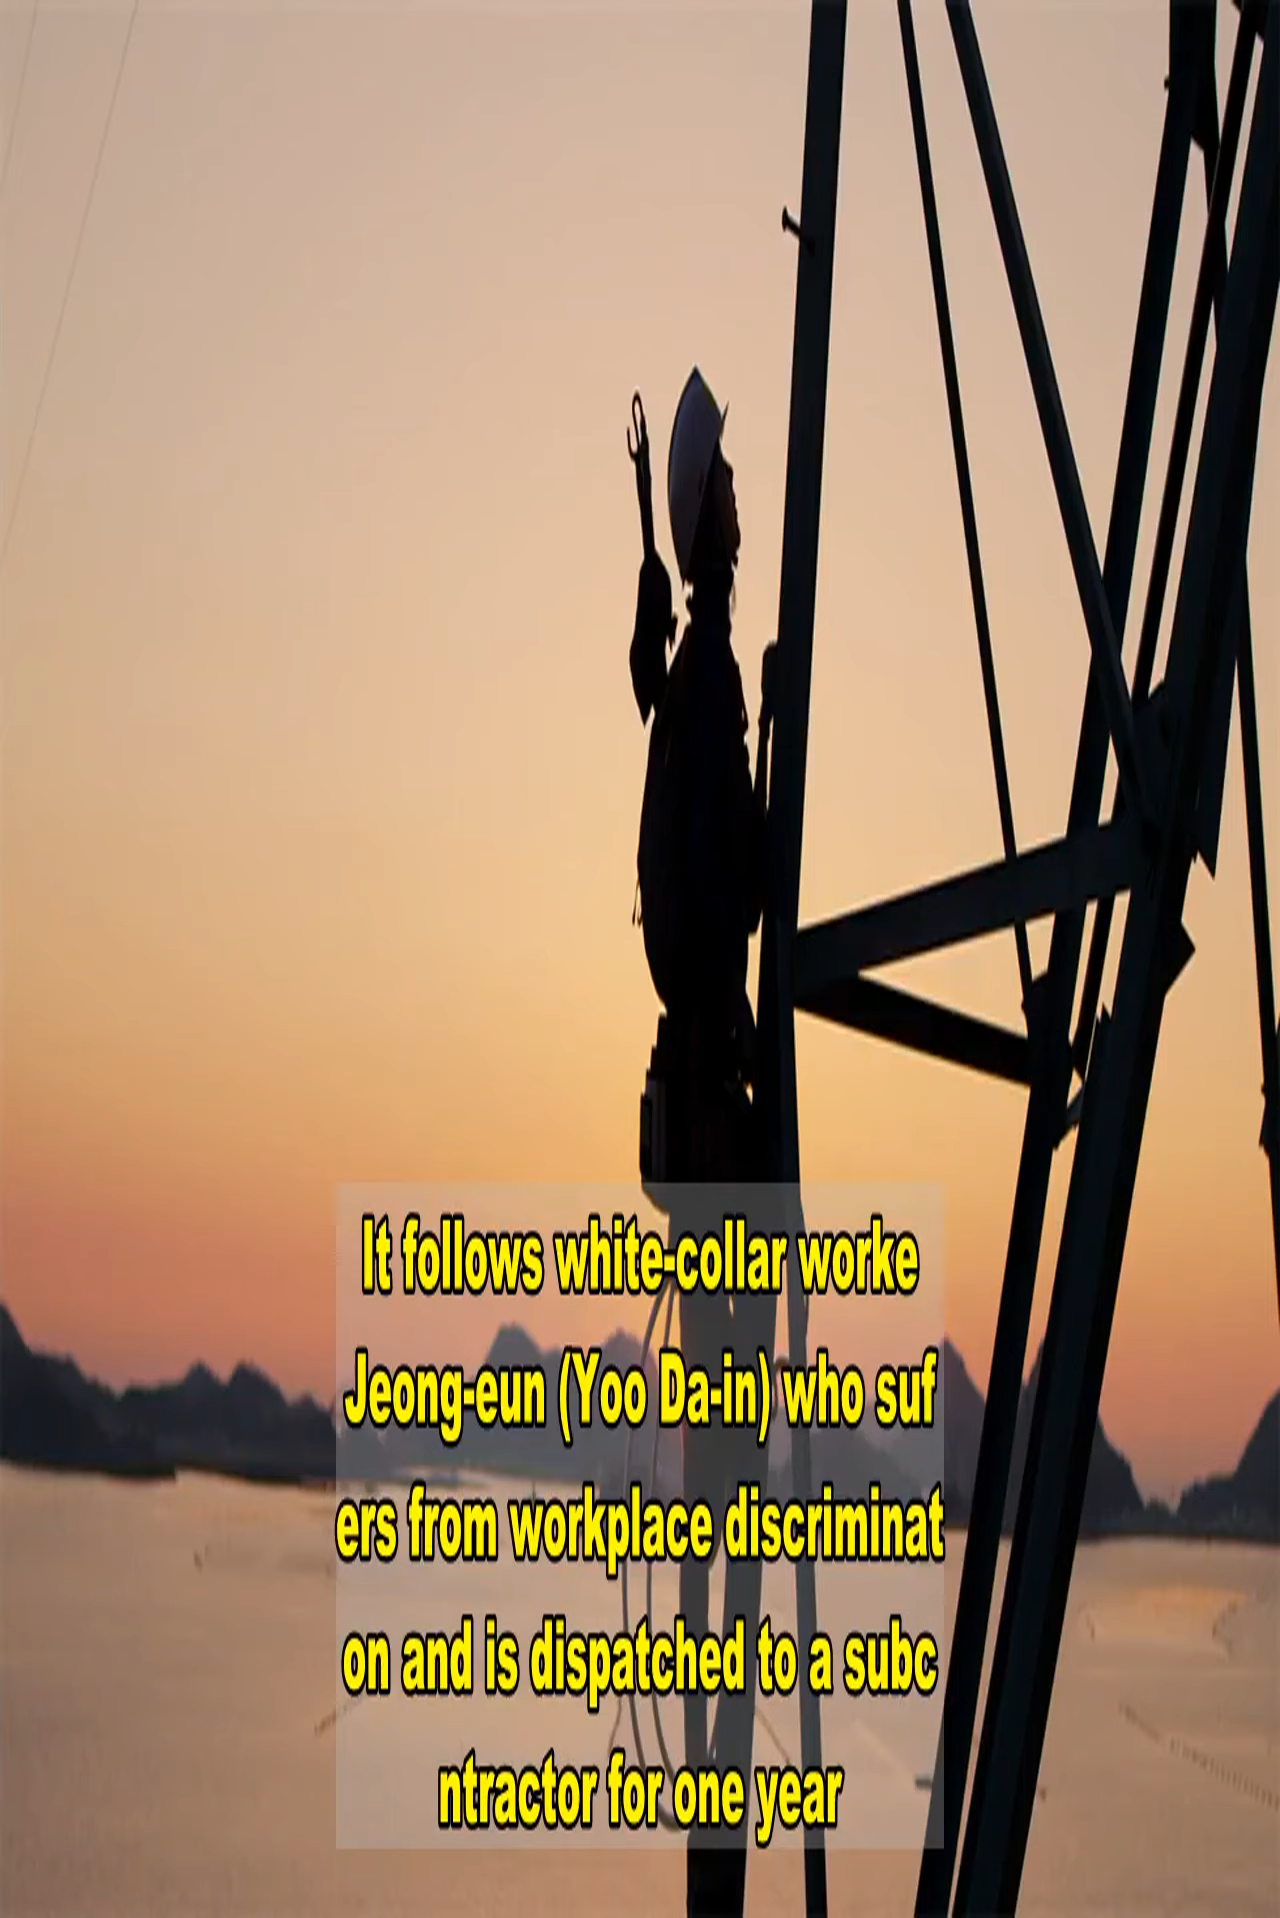 It follows white-collar worke
Jeong-eun (Yoo Da-in) who suf
ers from workplace discriminat
on and is dispatched to a subc
ntractor for one year